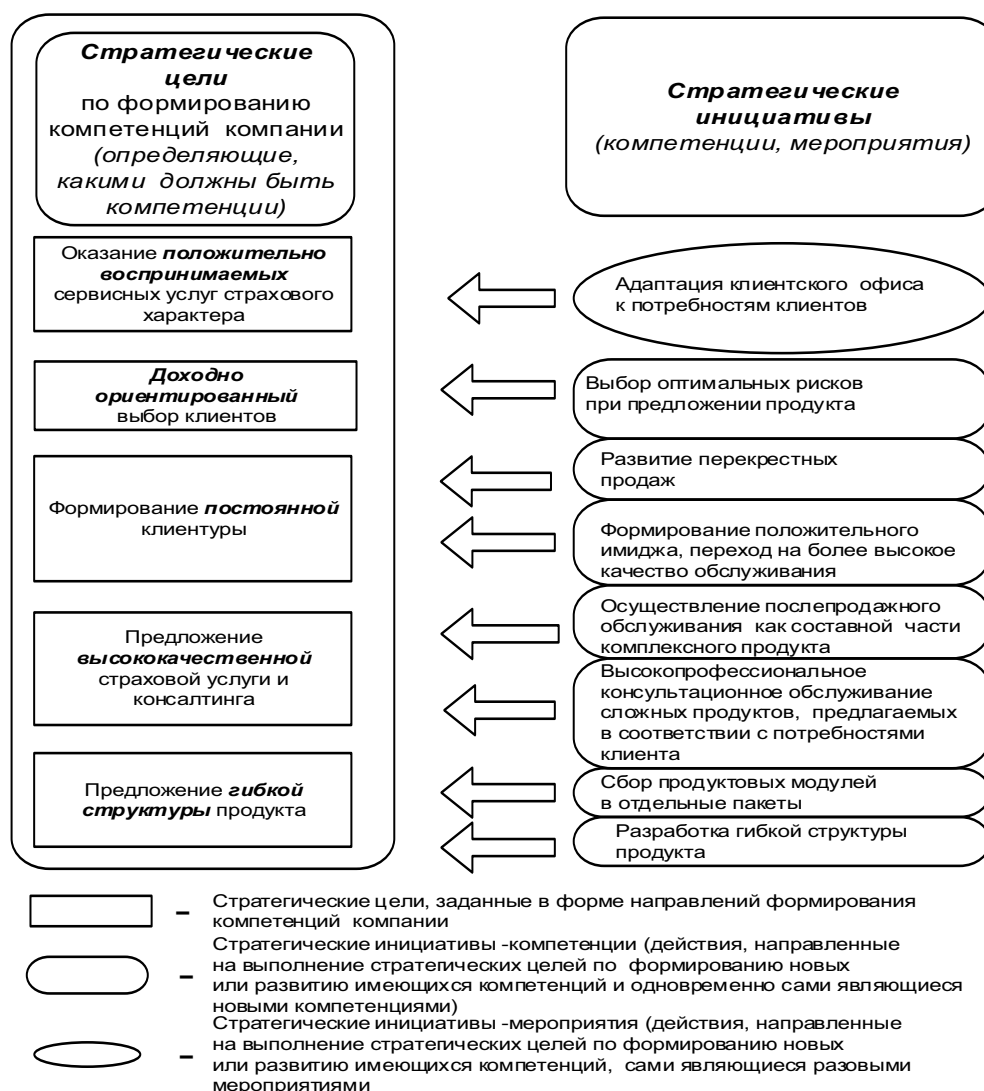 Стратегические
цели
по формированию
компетенций компании
(определяющие,
какими должны быть
компетенции)
Стратегические
инициативы
(компетенции, мероприятия)
Оказание положительно
воспринимаемых
сервисных услуг страхового
характера
Адаптация клиентского офиса
к потребностям клиентов
Доходно
ориентированный
выбор клиентов
Выбор оптимальных рисков
при предложении продукта
Формирование постоянной
клиентуры
Развитие перекрестных
продаж
Формирование положительного
имиджа, переход на более высокое
качество обслуживания
Предложение
высококачественной
страховой услуги и
консалтинга
Осуществление послепродажного
обслуживания как составной части
комплексного продукта
Высокопрофессиональное
консультационное обслуживание
сложных продуктов, предлагаемых
в соответствии с потребностями
клиента
Предложение гибкой
структуры продукта
Сбор продуктовых модулей
в отдельные пакеты
Разработка гибкой структуры
продукта
– Стратегические цели, заданные в форме направлений формирования
компетенций компании
Стратегические инициативы -компетенции (действия, направленные
на выполнение стратегических целей по формированию новых
– или развитию имеющихся компетенций и одновременно сами являющиеся
новыми компетенциями)
Стратегические инициативы -мероприятия (действия, направленные
на выполнение стратегических целей по формированию новых
– или развитию имеющихся компетенций, сами являющиеся разовыми
мероприятиями